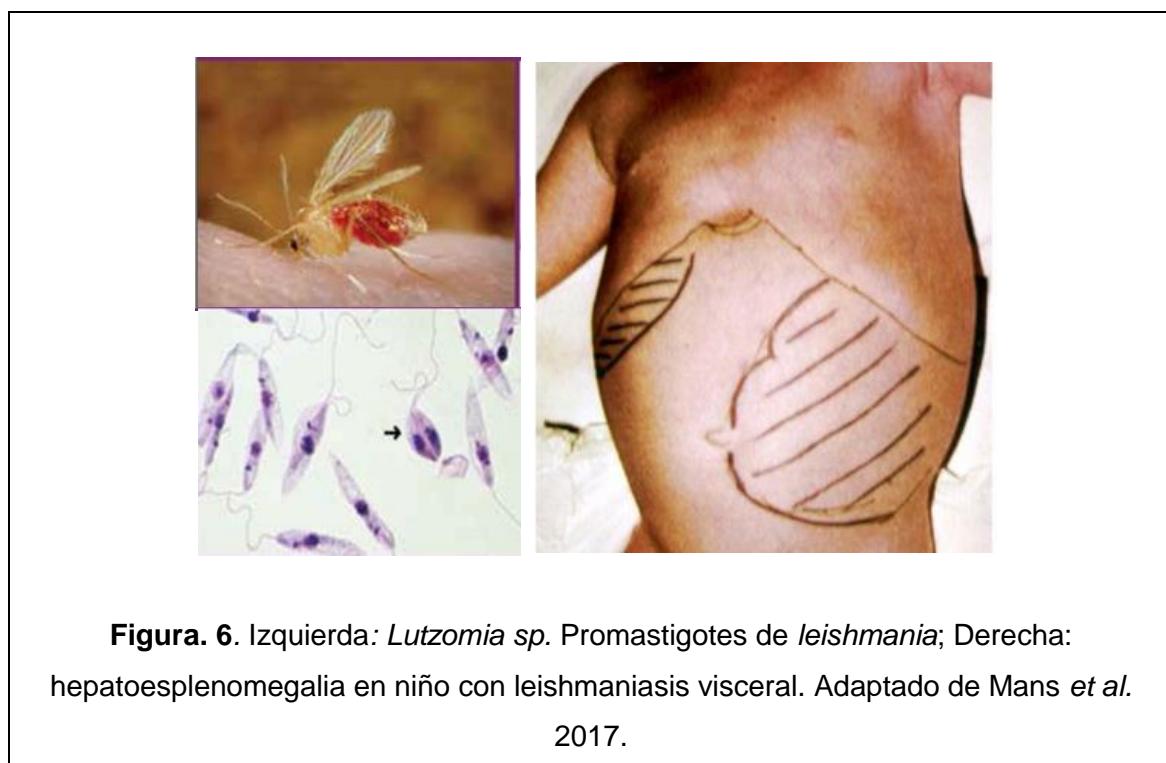 Figura. 6. Izquierda: Lutzomia sp. Promastigotes de leishmania; Derecha:
hepatoesplenomegalia en niño con leishmaniasis visceral. Adaptado de Mans et al.
2017.